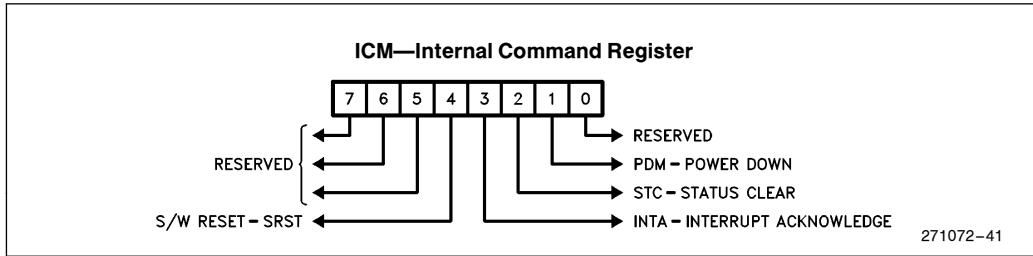 ICM—Internal Command Register
7 6 5 4 3 2 1 0
RESERVED
RESERVED
PDM – POWER DOWN
STC – STATUS CLEAR
S/W RESET – SRST
INTA – INTERRUPT ACKNOWLEDGE
271072–41